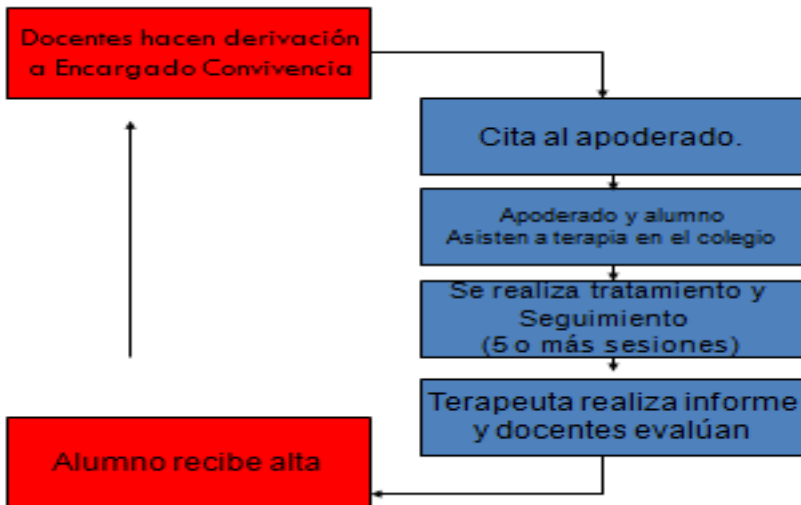 Docentes hacen derivación
a Encargado Convivencia
Cita al apoderado.
Apoderado y alumno
Asisten a terapia en el colegio
Se realiza tratamiento y
Seguimiento
(5 o más sesiones)
Terapeuta realiza informe
y docentes evalúan
Alumno recibe alta